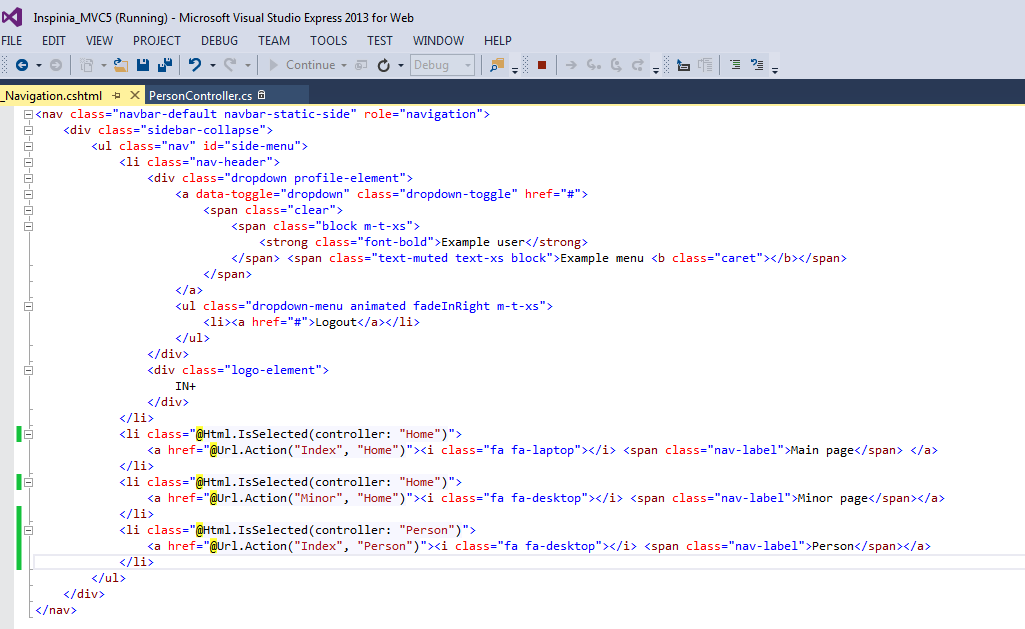 Inspinia_MVC5 (Running) - Microsoft Visual Studio Express 2013 for Web
FILE EDIT VIEW PROJECT DEBUG TEAM TOOLS TEST WINDOW HELP
Continue Debug
_Navigation.cshtml PersonController.cs
<nav class="navbar-default navbar-static-side" role="navigation">
<div class="sidebar-collapse">
<ul class="nav" id="side-menu">
<li class="nav-header">
<div class="dropdown profile-element">
<a data-toggle="dropdown" class="dropdown-toggle" href="#">
<span class="clear">
<span class="block m-t-xs">
<strong class="font-bold">Example user</strong>
</span> <span class="text-muted text-xs block">Example menu <b class="caret"></b></span>
</span>
</a>
<ul class="dropdown-menu animated fadeInRight m-t-xs">
<li><a href="#">Logout</a></li>
</ul>
</div>
<div class="logo-element">
IN+
</div>
</li>
<li class="@Html.IsSelected(controller: "Home")">
<a href="@Url.Action("Index", "Home")"><i class="fa fa-laptop"></i> <span class="nav-label">Main page</span> </a>
</li>
<li class="@Html.IsSelected(controller: "Home")">
<a href="@Url.Action("Minor", "Home")"><i class="fa fa-desktop"></i> <span class="nav-label">Minor page</span></a>
</li>
<li class="@Html.IsSelected(controller: "Person")">
<a href="@Url.Action("Index", "Person")"><i class="fa fa-desktop"></i> <span class="nav-label">Person</span></a>
</li>
</ul>
</div>
</nav>